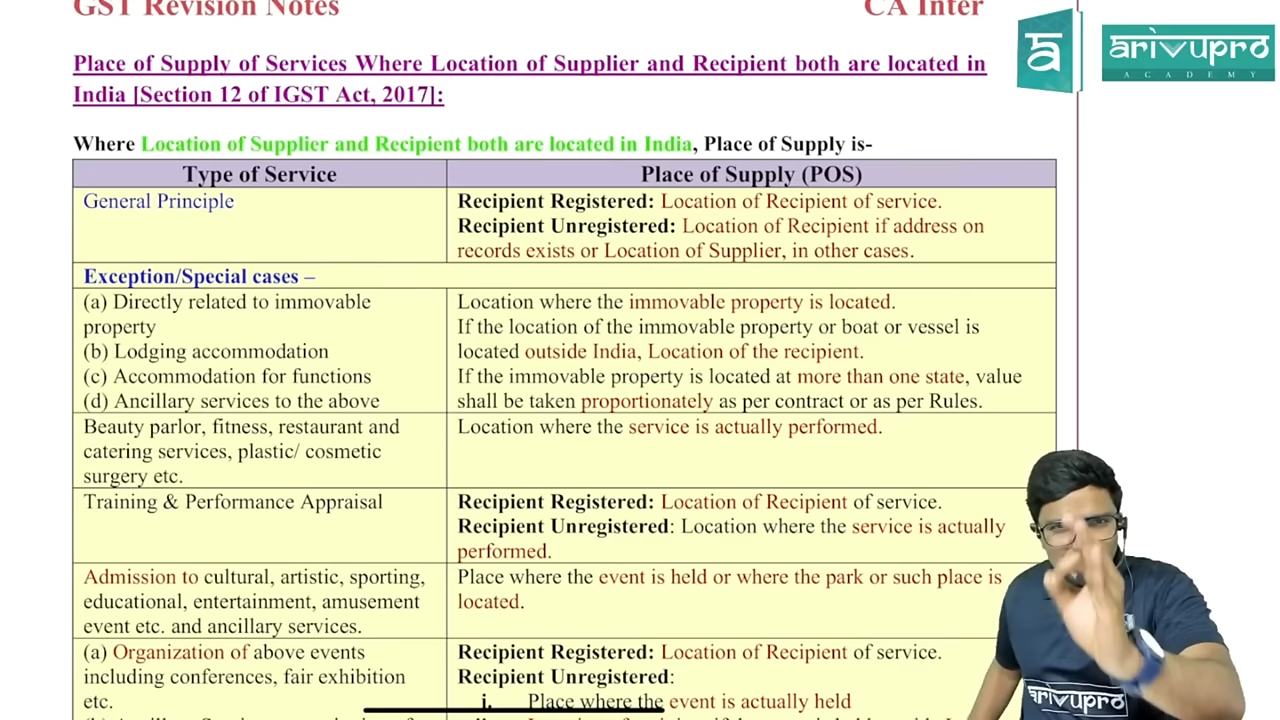 GST Revision Notes
CA Inter
Place of Supply of Services Where Location of Supplier and Recipient both are located in
India [Section 12 of IGST Act, 2017]:
Where Location of Supplier and Recipient both are located in India, Place of Supply is-
Type of Service
Place of Supply (POS)
General Principle
Recipient Registered: Location of Recipient of service.
Recipient Unregistered: Location of Recipient if address on
records exists or Location of Supplier, in other cases.
Exception/Special cases –
(a) Directly related to immovable
property
(b) Lodging accommodation
(c) Accommodation for functions
(d) Ancillary services to the above
Location where the immovable property is located.
If the location of the immovable property or boat or vessel is
located outside India, Location of the recipient.
If the immovable property is located at more than one state, value
shall be taken proportionately as per contract or as per Rules.
Beauty parlor, fitness, restaurant and
catering services, plastic/ cosmetic
surgery etc.
Location where the service is actually performed.
Training & Performance Appraisal
Recipient Registered: Location of Recipient of service.
Recipient Unregistered: Location where the service is actually
performed.
Admission to cultural, artistic, sporting,
educational, entertainment, amusement
event etc. and ancillary services.
Place where the event is held or where the park or such place is
located.
(a) Organization of above events
including conferences, fair exhibition
etc.
Recipient Registered: Location of Recipient of service.
Recipient Unregistered:
i. Place where the event is actually held
arivupro
ACADEMY
arivupro